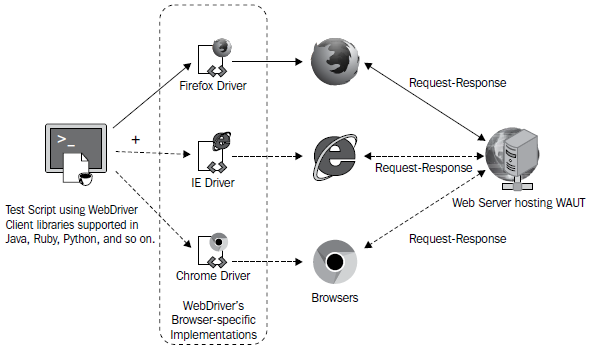 Firefox Driver
Request-Response
>_
+
IE Driver
Request-Response
Test Script using WebDriver
Client libraries supported in
Java, Ruby, Python, and so on.
Web Server hosting WAUT
Request-Response
Chrome Driver
Browsers
WebDriver's
Browser-specific
Implementations